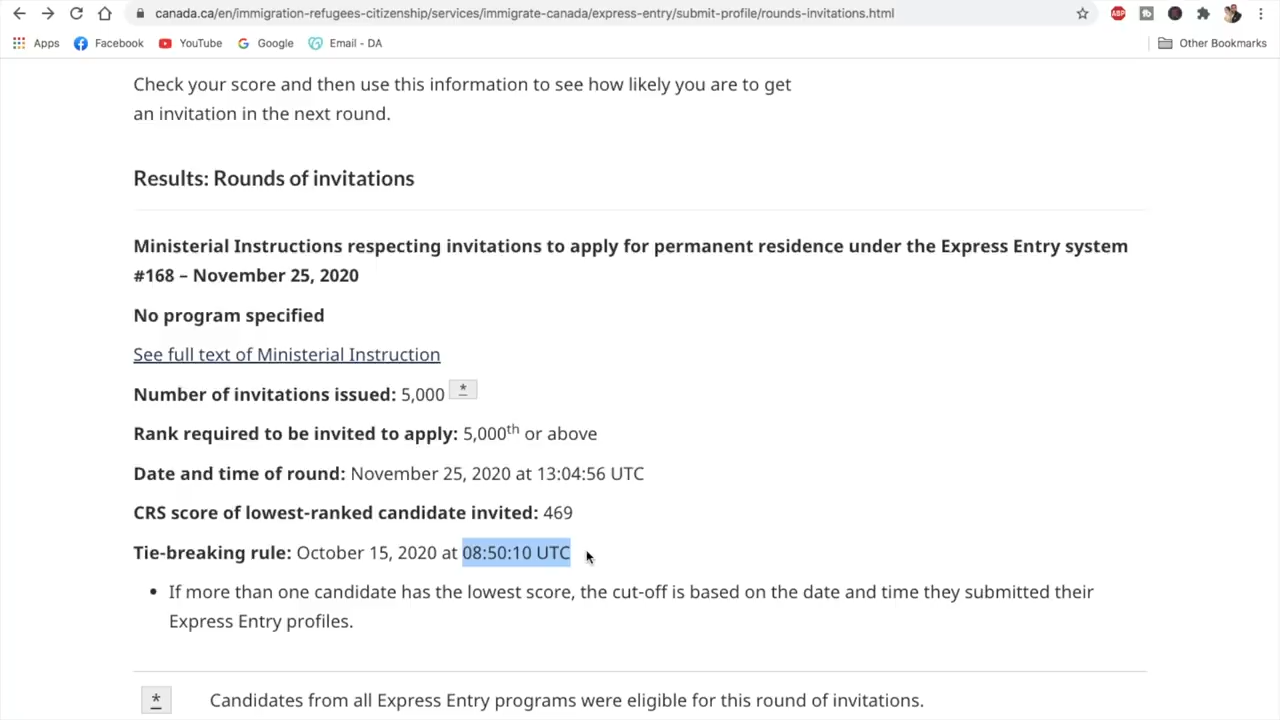 canada.ca/en/immigration-refugees-citizenship/services/immigrate-canada/express-entry/submit-profile/rounds-invitations.html
ABP
Apps Facebook YouTube Google Email - DA Other Bookmarks
Check your score and then use this information to see how likely you are to get
an invitation in the next round.
Results: Rounds of invitations
Ministerial Instructions respecting invitations to apply for permanent residence under the Express Entry system
#168 – November 25, 2020
No program specified
See full text of Ministerial Instruction
Number of invitations issued: 5,000 *
Rank required to be invited to apply: 5,000th or above
Date and time of round: November 25, 2020 at 13:04:56 UTC
CRS score of lowest-ranked candidate invited: 469
Tie-breaking rule: October 15, 2020 at 08:50:10 UTC
• If more than one candidate has the lowest score, the cut-off is based on the date and time they submitted their
Express Entry profiles.
* Candidates from all Express Entry programs were eligible for this round of invitations.